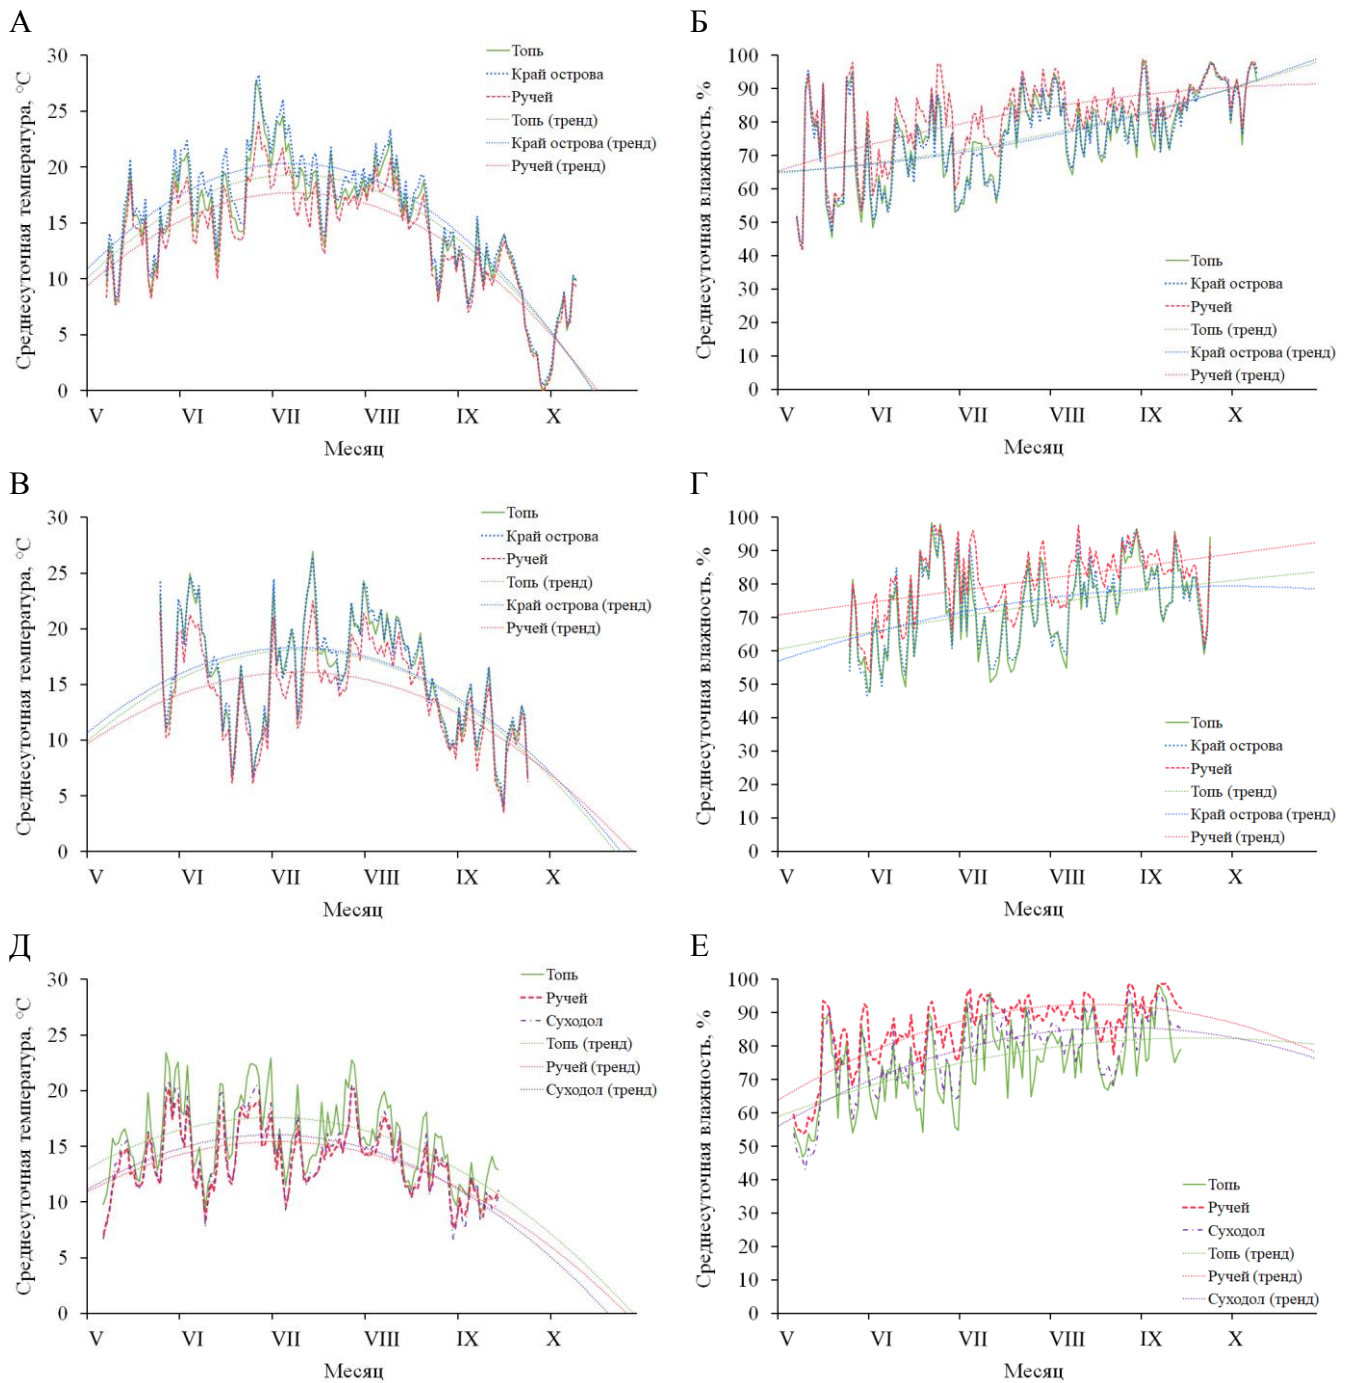 А
Среднесуточная температура, °C
30
25
20
15
10
5
0
V
VI
VII
VIII
IX
X
Месяц
Топь
Край острова
Ручей
Топь (тренд)
Край острова (тренд)
Ручей (тренд)
Б
Среднесуточная влажность, %
100
90
80
70
60
50
40
30
20
10
0
V
VI
VII
VIII
IX
X
Месяц
Топь
Край острова
Ручей
Топь (тренд)
Край острова (тренд)
Ручей (тренд)
В
Среднесуточная температура, °C
30
25
20
15
10
5
0
V
VI
VII
VIII
IX
X
Месяц
Топь
Край острова
Ручей
Топь (тренд)
Край острова (тренд)
Ручей (тренд)
Г
Среднесуточная влажность, %
100
90
80
70
60
50
40
30
20
10
0
V
VI
VII
VIII
IX
X
Месяц
Топь
Край острова
Ручей
Топь (тренд)
Край острова (тренд)
Ручей (тренд)
Д
Среднесуточная температура, °C
30
25
20
15
10
5
0
V
VI
VII
VIII
IX
X
Месяц
Топь
Ручей
Суходол
Топь (тренд)
Ручей (тренд)
Суходол (тренд)
Е
Среднесуточная влажность, %
100
90
80
70
60
50
40
30
20
10
0
V
VI
VII
VIII
IX
X
Месяц
Топь
Ручей
Суходол
Топь (тренд)
Ручей (тренд)
Суходол (тренд)